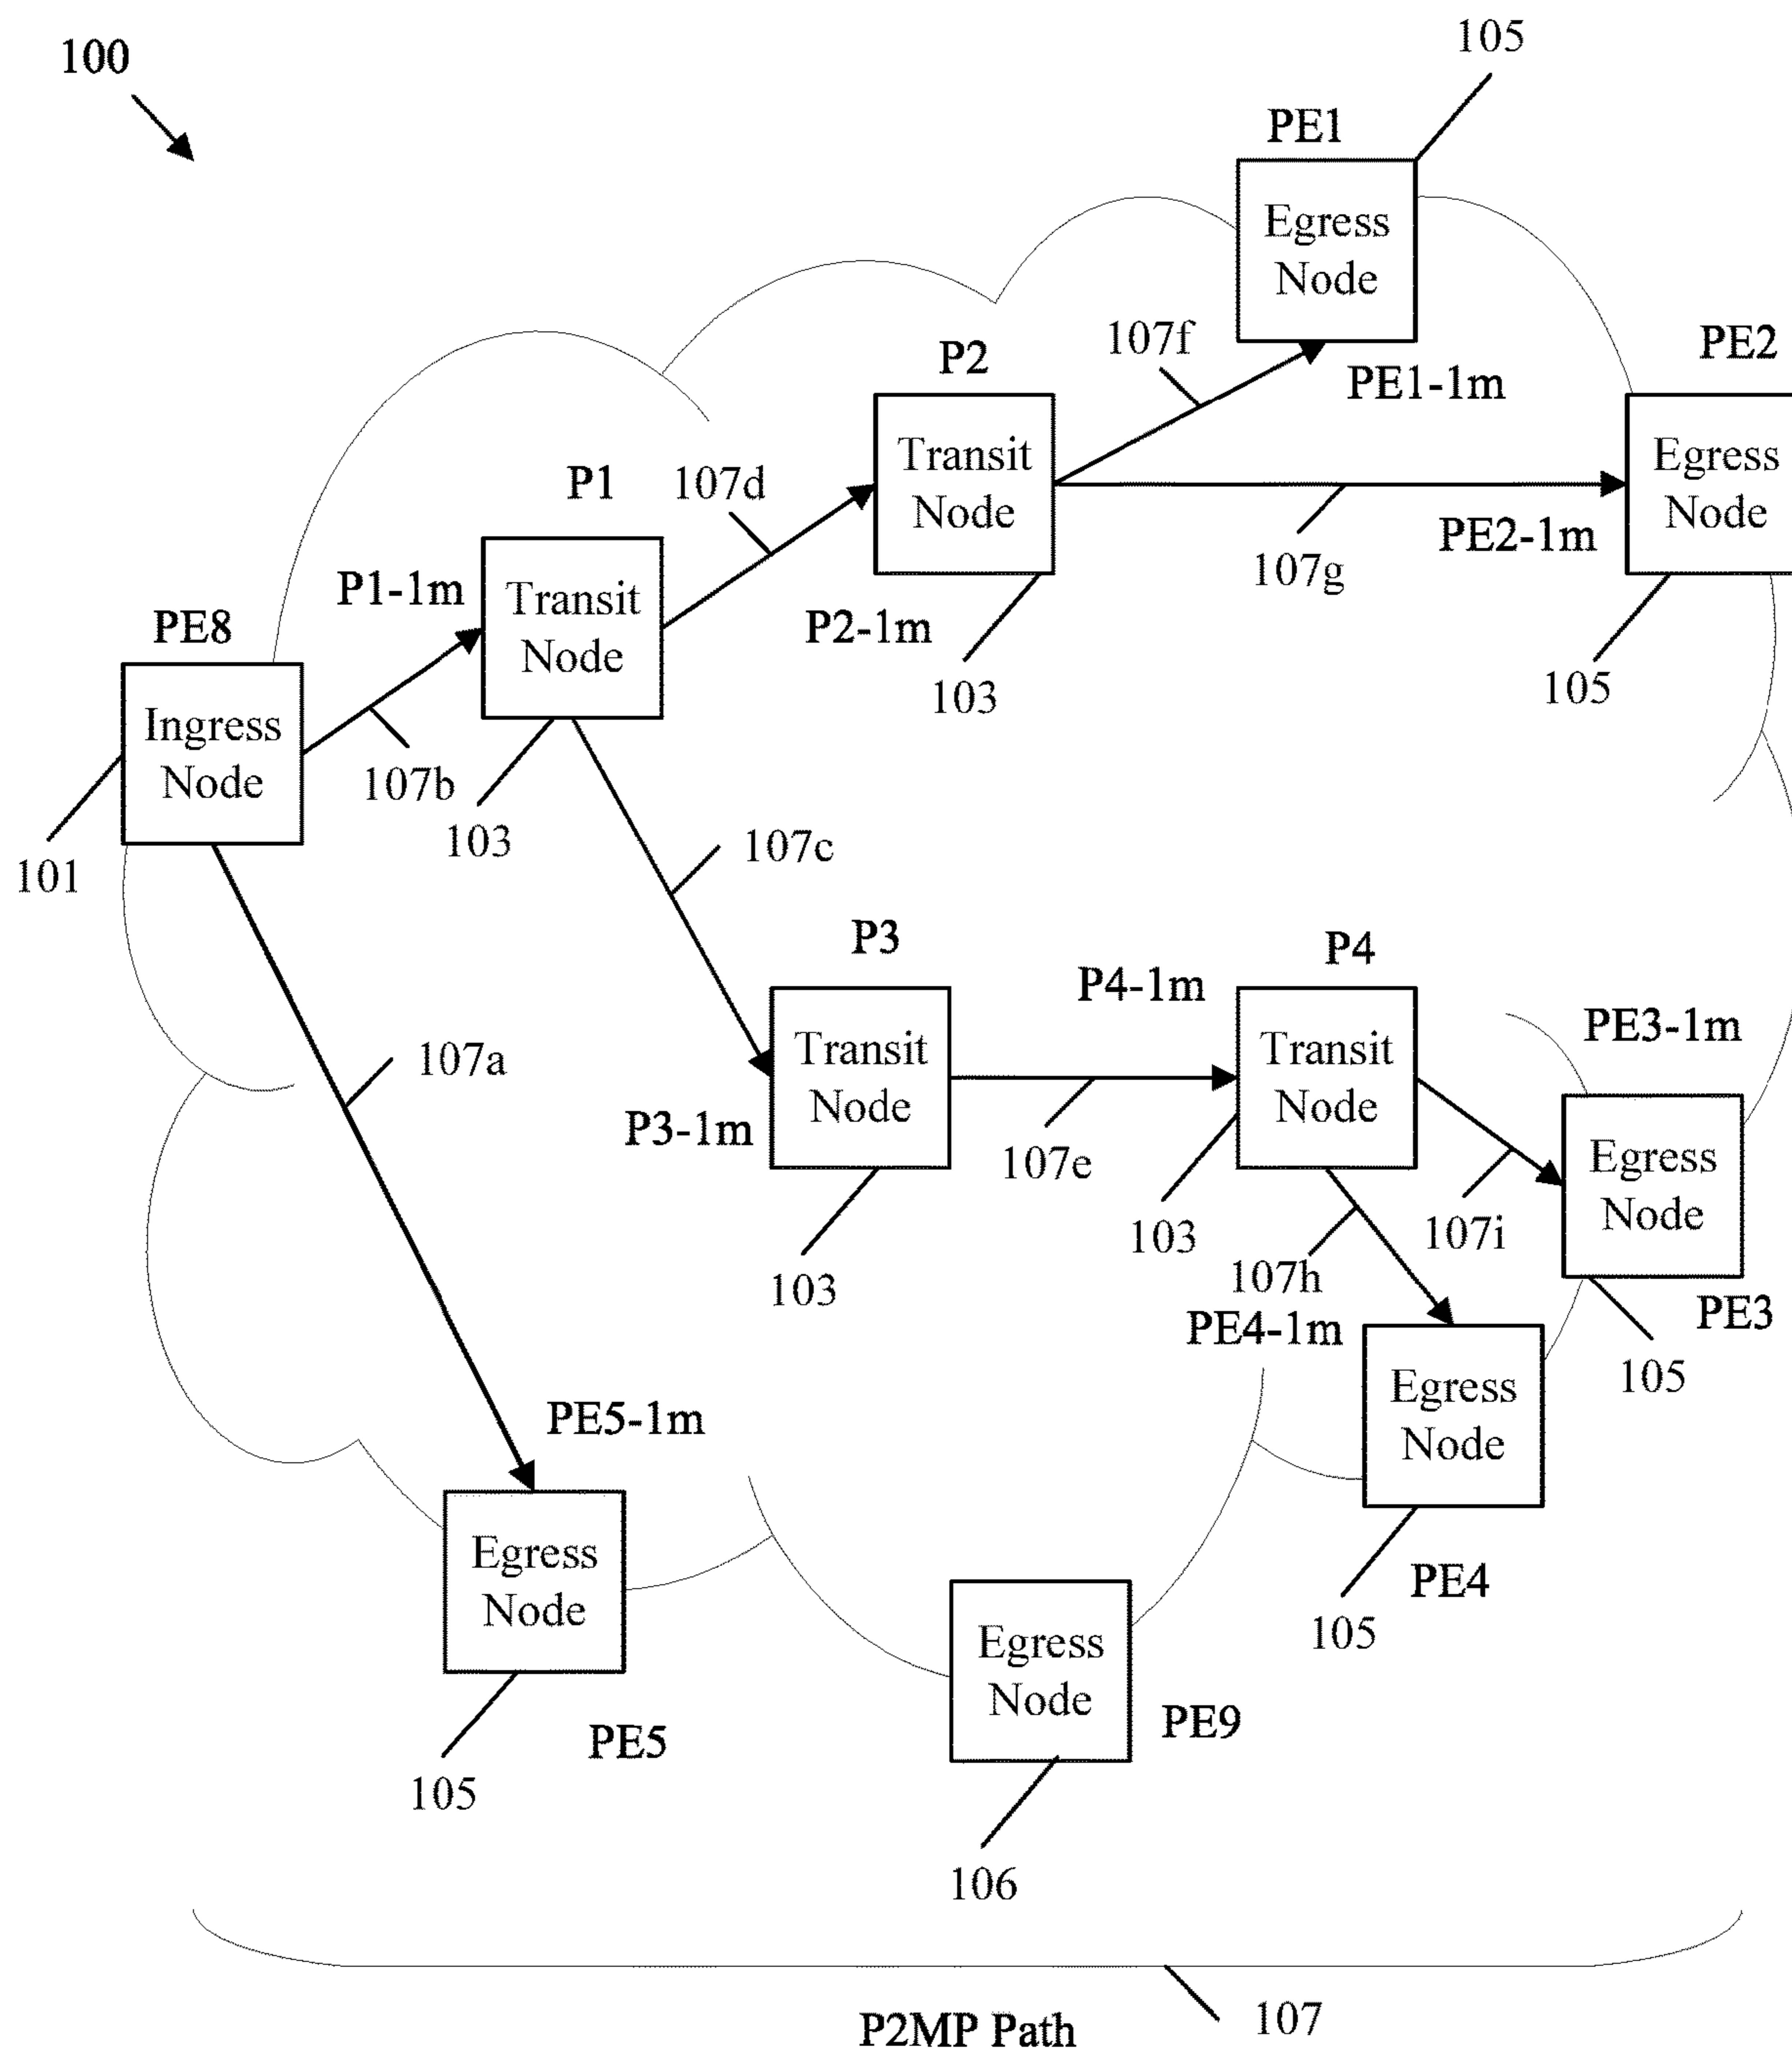 100
105
PE1
Egress
Node
107f
P2
PE1-1m
PE2
Transit
Node
Egress
Node
P1
107d
PE2-1m
107g
P1-1m
Transit
Node
P2-1m
103
105
PE8
Ingress
Node
107b
103
101
107c
P3
P4
P4-1m
PE3-1m
Transit
Node
Transit
Node
107a
P3-1m
107e
Egress
Node
103
103
107i
107h
PE3
PE4-1m
105
Egress
Node
PE5-1m
Egress
Node
PE4
105
Egress
Node
PE9
PE5
105
106
107
P2MP Path